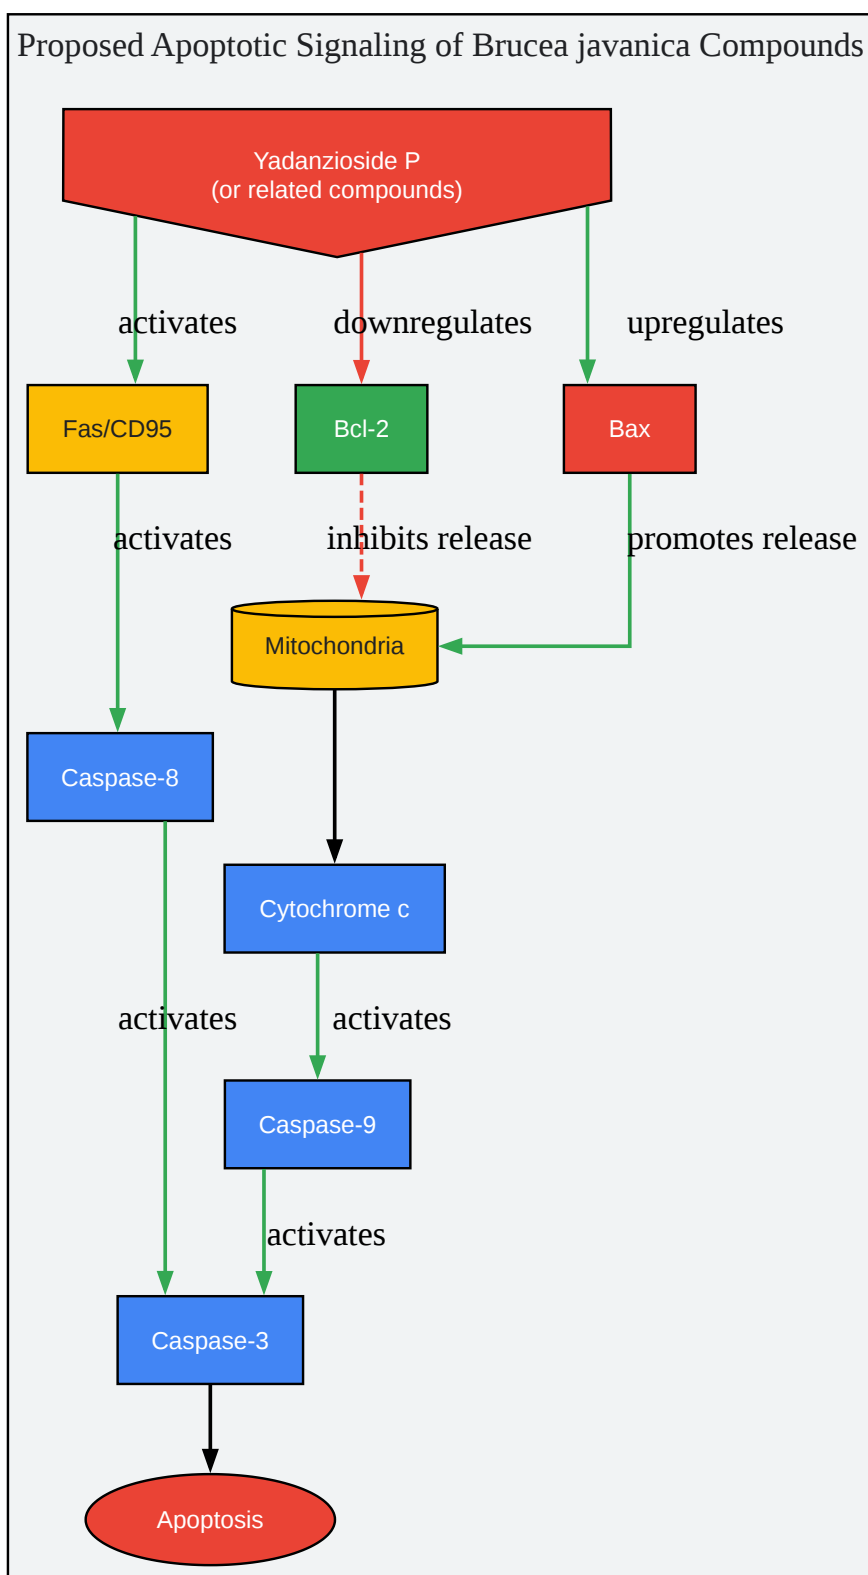 Proposed Apoptotic Signaling of Brucea javanica Compounds
Yadanzioside P
(or related compounds)
activates
downregulates
upregulates
Fas/CD95
Bcl-2
Bax
activates
inhibits release
promotes release
Mitochondria
Caspase-8
Cytochrome c
activates
activates
Caspase-9
activates
Caspase-3
Apoptosis